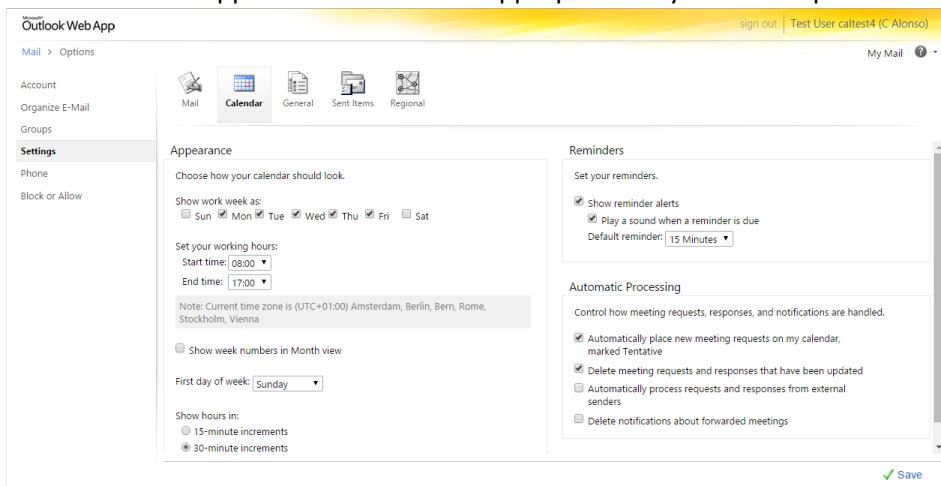 Microsoft
Outlook Web App
sign out | Test User caltest4 (C Alonso)
Mail > Options
My Mail
Account
Organize E-Mail
Groups
Settings
Phone
Block or Allow
Mail
Calendar
General
Sent Items
Regional
Appearance
Choose how your calendar should look.
Show work week as:
Sun Mon Tue Wed Thu Fri Sat
Set your working hours:
Start time: 08:00
End time: 17:00
Note: Current time zone is (UTC+01:00) Amsterdam, Berlin, Bern, Rome,
Stockholm, Vienna
Show week numbers in Month view
First day of week: Sunday
Show hours in:
15-minute increments
30-minute increments
Reminders
Set your reminders.
Show reminder alerts
Play a sound when a reminder is due
Default reminder: 15 Minutes
Automatic Processing
Control how meeting requests, responses, and notifications are handled.
Automatically place new meeting requests on my calendar,
marked Tentative
Delete meeting requests and responses that have been updated
Automatically process requests and responses from external
senders
Delete notifications about forwarded meetings
Save